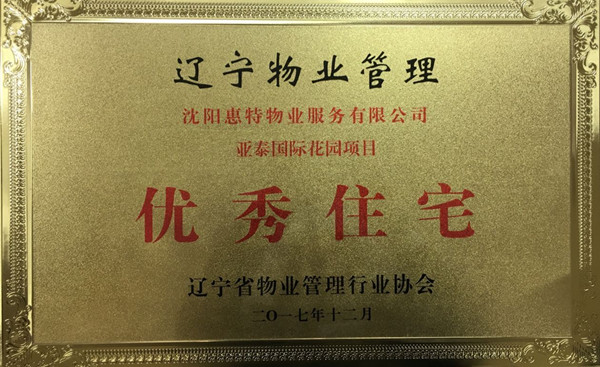 辽宁物业管理
沈阳惠特物业服务有限公司
亚泰国际花园项目
优秀住宅
辽宁省物业管理行业协会
二O一七年十二月